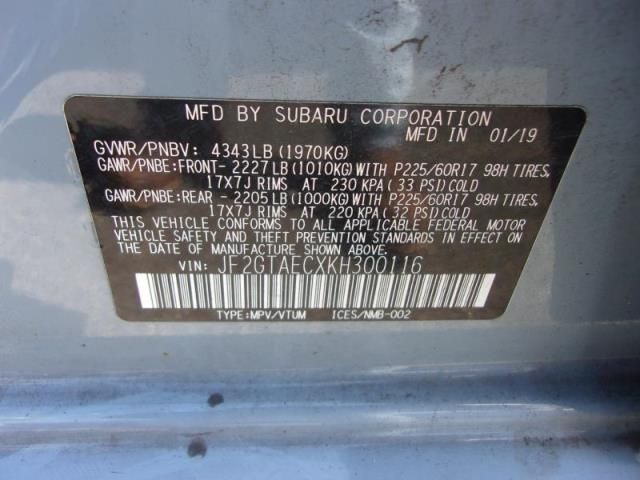 MFD BY SUBARU CORPORATION
MFD IN 01/19
GVWR/PNBV: 4343LB(1970KG)
GAWR/PNBE:FRONT- 2227LB(1010KG)WITH P225/60R17 98H TIRES,
17X7J RIMS AT 230 KPA(33 PSI)COLD
GAWR/PNBE:REAR - 2205LB(1000KG)WITH P225/60R17 98H TIRES,
17X7J RIMS AT 220 KPA(32 PSI)COLD
THIS VEHICLE CONFORMS TO ALL APPLICABLE FEDERAL MOTOR
VEHICLE SAFETY AND THEFT PREVENTION STANDARDS IN EFFECT ON THE
DATE OF MANUFACTURE SHOWN ABOVE.
VIN: JF2GTAECXKH300116
TYPE:MPV/VTUM ICES/NMB-002